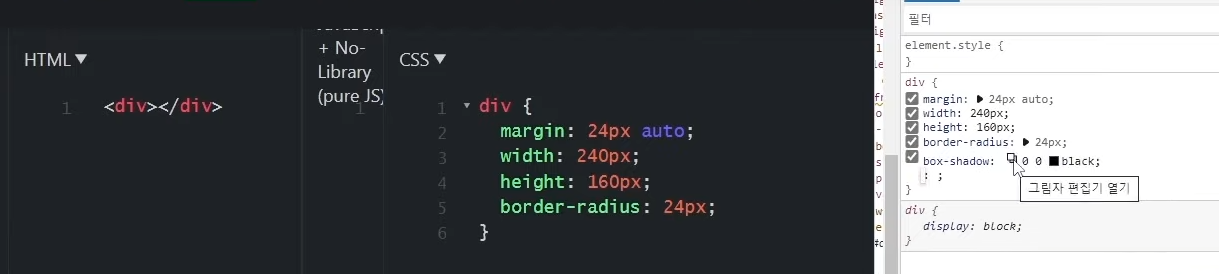 HTML ▼
1 <div></div>
+ No-
Library
(pure JS)
1
CSS ▼
1 ▾ div {
2 margin: 24px auto;
3 width: 240px;
4 height: 160px;
5 border-radius: 24px;
6 }
필터
element.style {
}
div {
margin: ▶ 24px auto;
width: 240px;
height: 160px;
border-radius: ▶ 24px;
box-shadow: 0 0 black;
: ;
}
그림자 편집기 열기
div {
display: block;
}